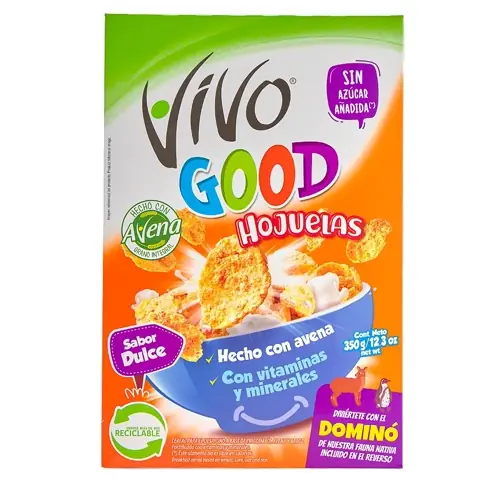 ViVO®
GOOD
HOJUELAS
SIN
AZÚCAR
AÑADIDA(*)
HECHO CON
AVena
GRANO INTEGRAL
Sabor
Dulce
Hecho con avena
Con vitaminas
y minerales
Cont. Neto
350g/12 3 oz
net wt.
RECICLABLE
DIVIÉRTETE CON EL
DOMINÓ
DE NUESTRA FAUNA NATIVA
INCLUIDO EN EL REVERSO